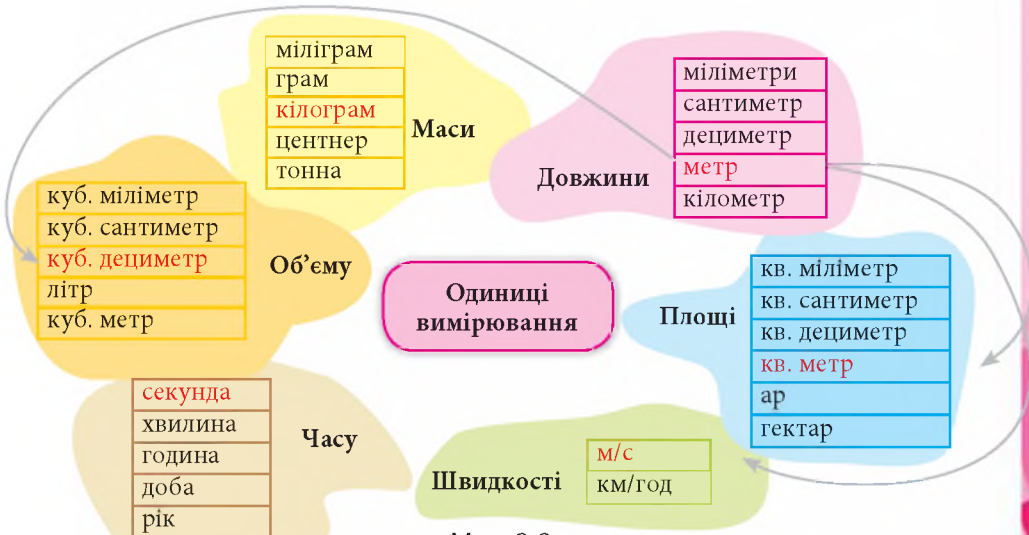 міліграм
грам
кілограм
центнер
тонна
Маси
міліметри
сантиметр
дециметр
метр
кілометр
Довжини
куб. міліметр
куб. сантиметр
куб. дециметр
літр
куб. метр
Об’єму
Одиниці
вимірювання
Площі
кв. міліметр
кв. сантиметр
кв. дециметр
кв. метр
ар
гектар
секунда
хвилина
година
доба
рік
Часу
Швидкості
м/с
км/год